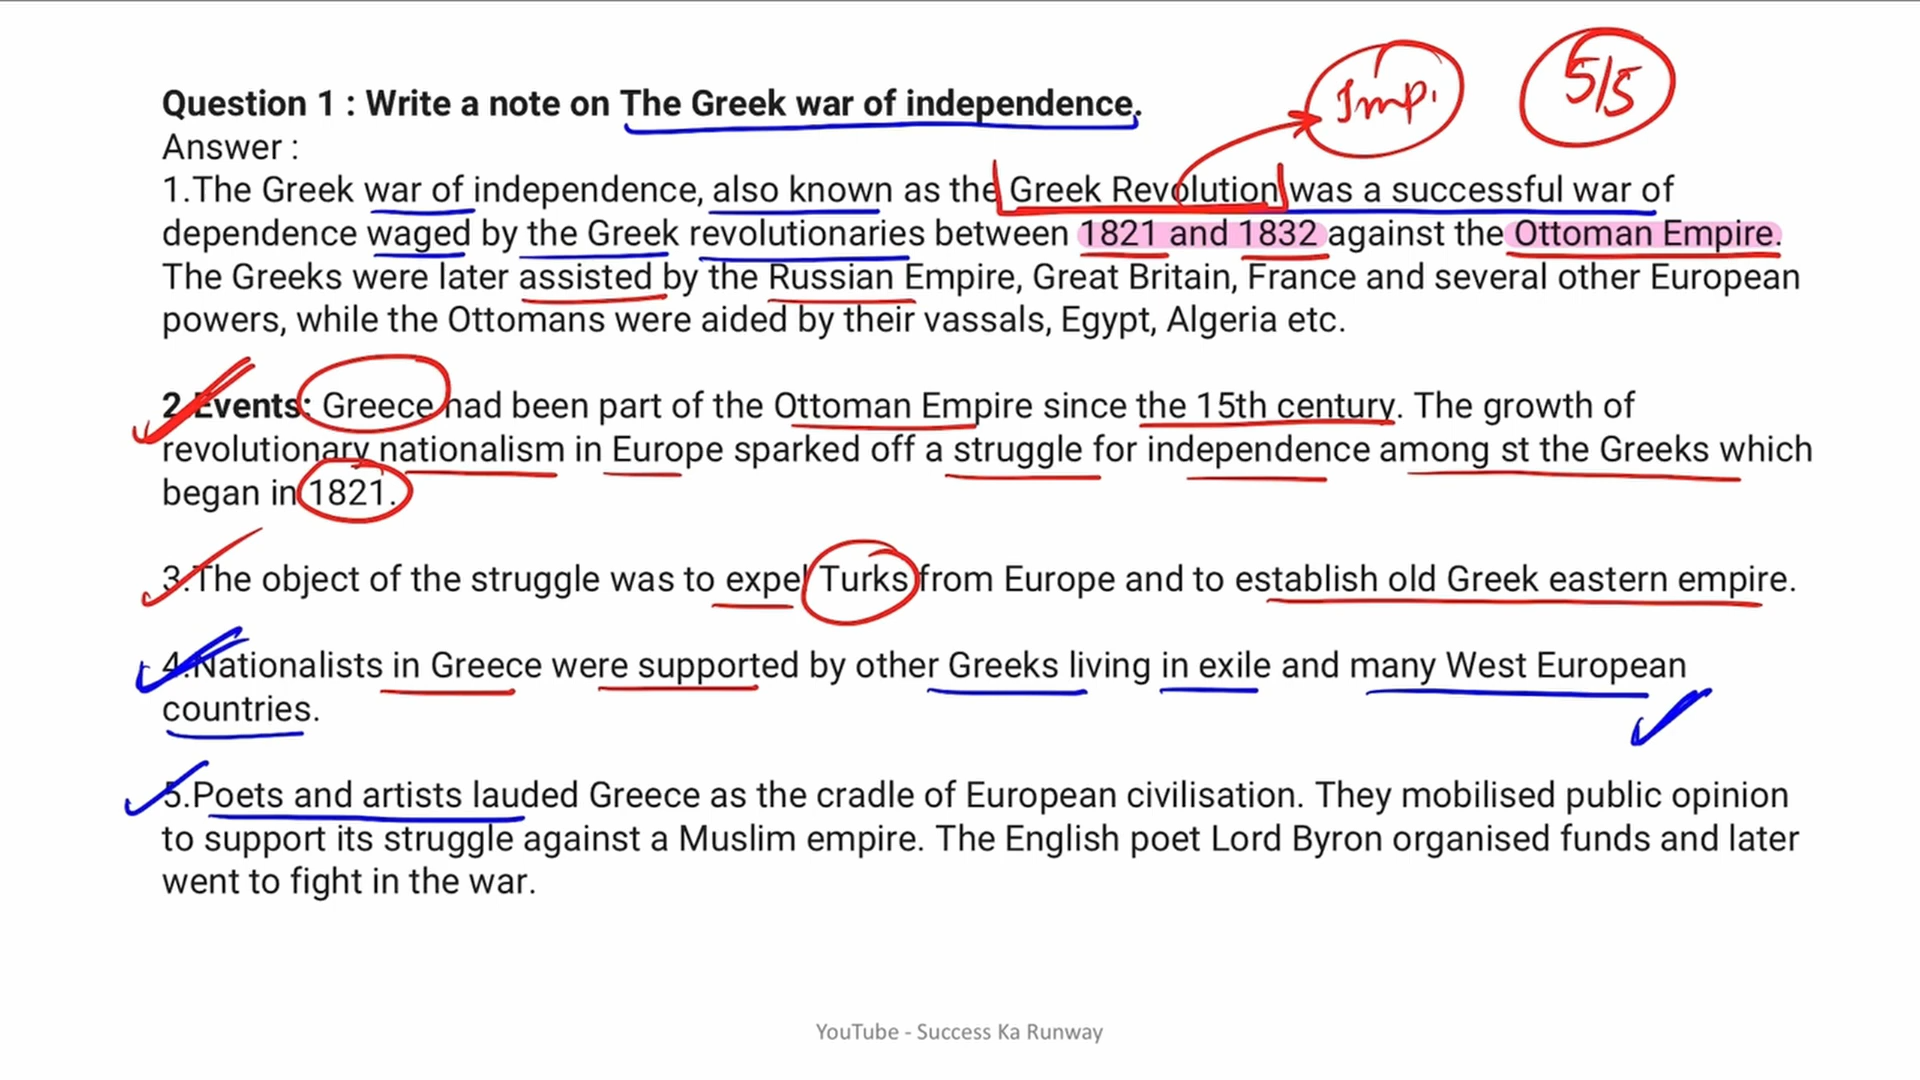 Imp. 5/5
Question 1 : Write a note on The Greek war of independence.
Answer :
1.The Greek war of independence, also known as the Greek Revolution was a successful war of
dependence waged by the Greek revolutionaries between 1821 and 1832 against the Ottoman Empire.
The Greeks were later assisted by the Russian Empire, Great Britain, France and several other European
powers, while the Ottomans were aided by their vassals, Egypt, Algeria etc.
2.Events: Greece had been part of the Ottoman Empire since the 15th century. The growth of
revolutionary nationalism in Europe sparked off a struggle for independence among st the Greeks which
began in 1821.
3.The object of the struggle was to expel Turks from Europe and to establish old Greek eastern empire.
4.Nationalists in Greece were supported by other Greeks living in exile and many West European
countries.
5.Poets and artists lauded Greece as the cradle of European civilisation. They mobilised public opinion
to support its struggle against a Muslim empire. The English poet Lord Byron organised funds and later
went to fight in the war.
YouTube - Success Ka Runway